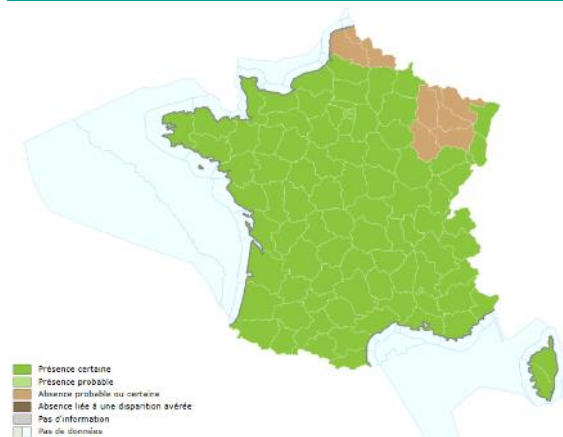 Présence certaine
Présence probable
Absence probable ou certaine
Absence liée à une disparition avérée
Pas d'information
Pas de données